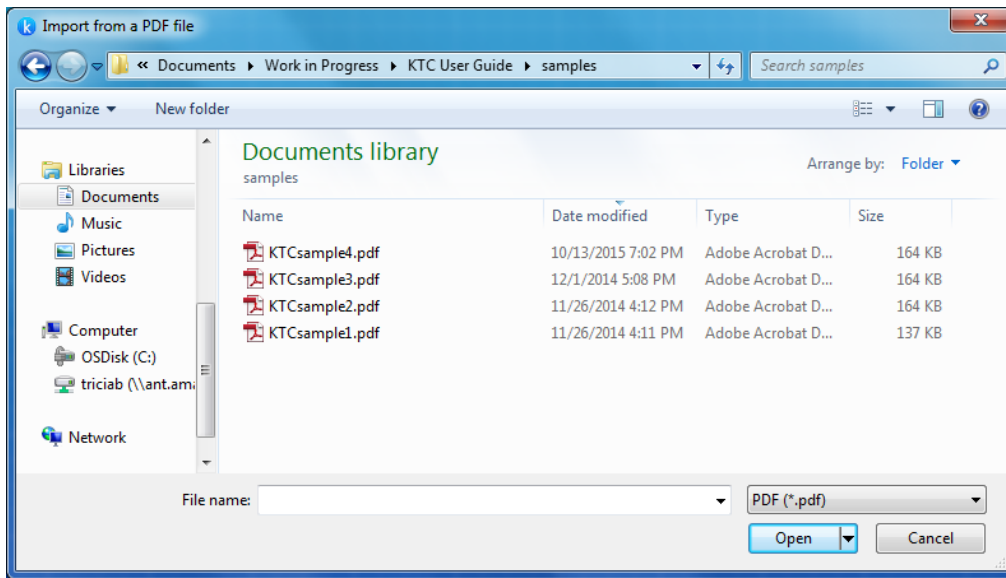 Import from a PDF file
« Documents Work in Progress KTC User Guide samples Search samples
Organize New folder
Libraries
Documents
Music
Pictures
Videos
Computer
OSDisk (C:)
triciab (\\ant.ama
Network
Documents library
samples
Arrange by: Folder
Name Date modified Type Size
KTCsample4.pdf 10/13/2015 7:02 PM Adobe Acrobat D... 164 KB
KTCsample3.pdf 12/1/2014 5:08 PM Adobe Acrobat D... 164 KB
KTCsample2.pdf 11/26/2014 4:12 PM Adobe Acrobat D... 164 KB
KTCsample1.pdf 11/26/2014 4:11 PM Adobe Acrobat D... 137 KB
File name: PDF (*.pdf)
Open Cancel